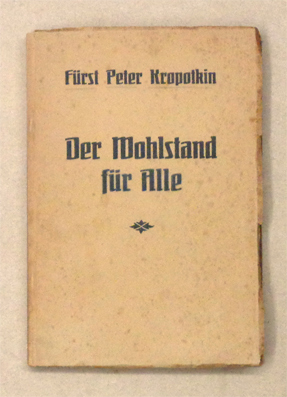 Fürst Peter Kropotkin
Der Wohlstand
für Alle